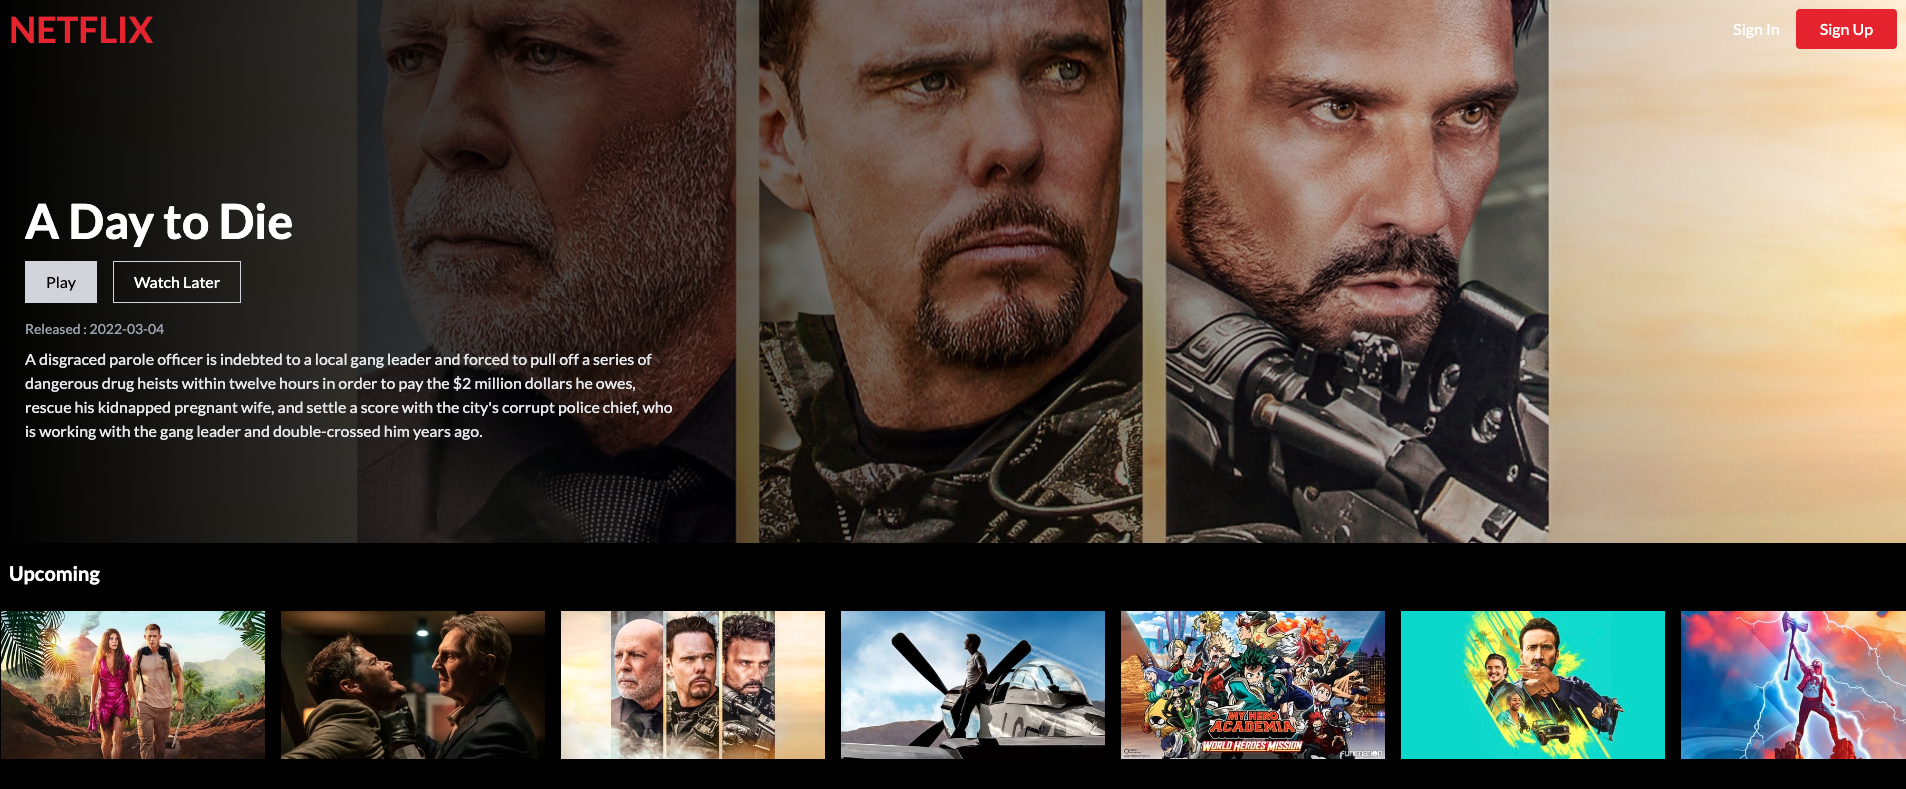 NETFLIX
Sign In
Sign Up
A Day to Die
Play
Watch Later
Released : 2022-03-04
A disgraced parole officer is indebted to a local gang leader and forced to pull off a series of
dangerous drug heists within twelve hours in order to pay the $2 million dollars he owes,
rescue his kidnapped pregnant wife, and settle a score with the city's corrupt police chief, who
is working with the gang leader and double-crossed him years ago.
Upcoming
MY HERO
ACADEMIA
WORLD HEROES MISSION
FUNIMATION